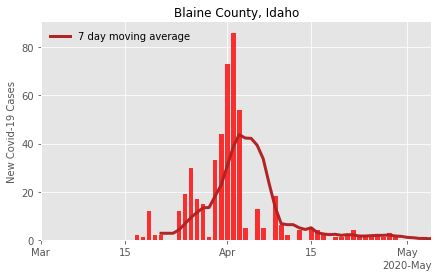 Blaine County, Idaho
7 day moving average
New Covid-19 Cases
80
60
40
20
0
Mar
15
Apr
15
May
2020-May